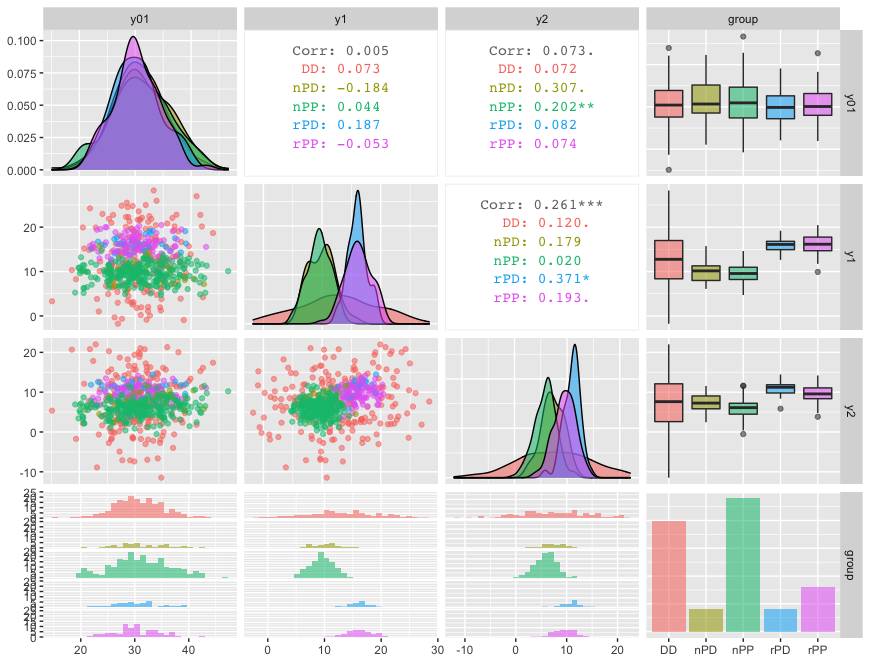 y01 y1 y2 group
0.100
0.075
0.050
0.025
0.000
Corr: 0.005
DD: 0.073
nPD: -0.184
nPP: 0.044
rPD: 0.187
rPP: -0.053
Corr: 0.073.
DD: 0.072
nPD: 0.307.
nPP: 0.202**
rPD: 0.082
rPP: 0.074
y01
20
10
0
Corr: 0.261***
DD: 0.120.
nPD: 0.179
nPP: 0.020
rPD: 0.371*
rPP: 0.193.
y1
20
10
0
-10
y2
25
group
20 30 40 0 10 20 30 -10 0 10 20 DD nPD nPP rPD rPP